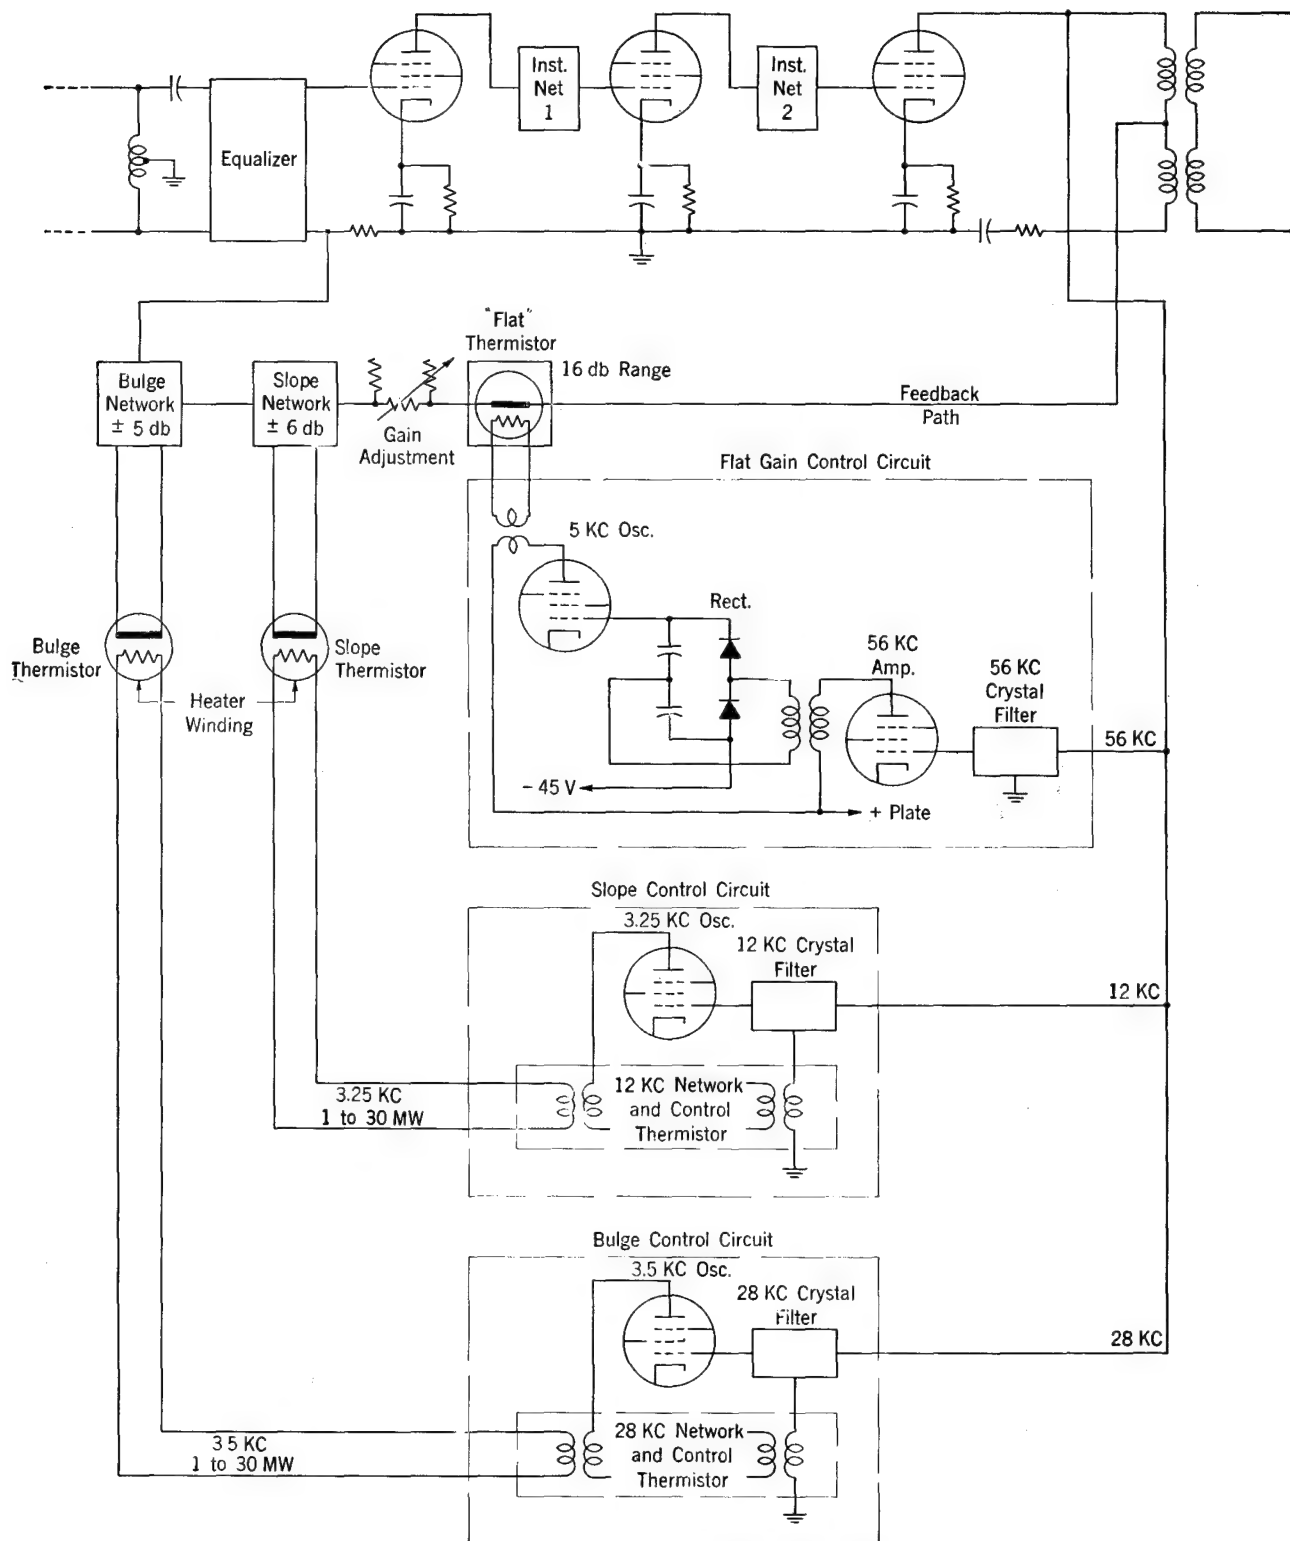 Equalizer
Inst.
Net
1
Inst.
Net
2
"Flat"
Thermistor
16 db Range
Bulge
Network
± 5 db
Slope
Network
± 6 db
Gain
Adjustment
Feedback
Path
Flat Gain Control Circuit
5 KC Osc.
Rect.
56 KC
Amp.
56 KC
Crystal
Filter
56 KC
Bulge
Thermistor
Slope
Thermistor
Heater
Winding
− 45 V
+ Plate
Slope Control Circuit
3.25 KC Osc.
12 KC Crystal
Filter
12 KC
3.25 KC
1 to 30 MW
12 KC Network
and Control
Thermistor
Bulge Control Circuit
3.5 KC Osc.
28 KC Crystal
Filter
28 KC
3 5 KC
1 to 30 MW
28 KC Network
and Control
Thermistor